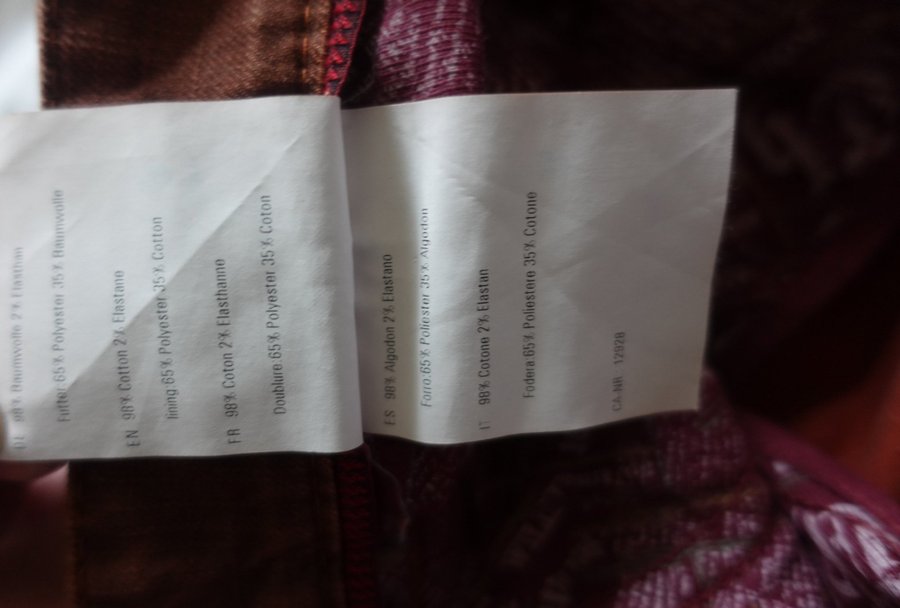 DE 98% Baumwolle 2% Elasthan
Futter:65% Polyester 35% Baumwolle
EN 98% Cotton 2% Elastane
lining:65% Polyester 35% Cotton
FR 98% Coton 2% Elasthanne
Doublure:65% Polyester 35% Coton
ES 98% Algodon 2% Elastano
Forro:65% Poliester 35% Algodon
IT 98% Cotone 2% Elastan
Fodera:65% Poliestere 35% Cotone
CA-NR: 12928